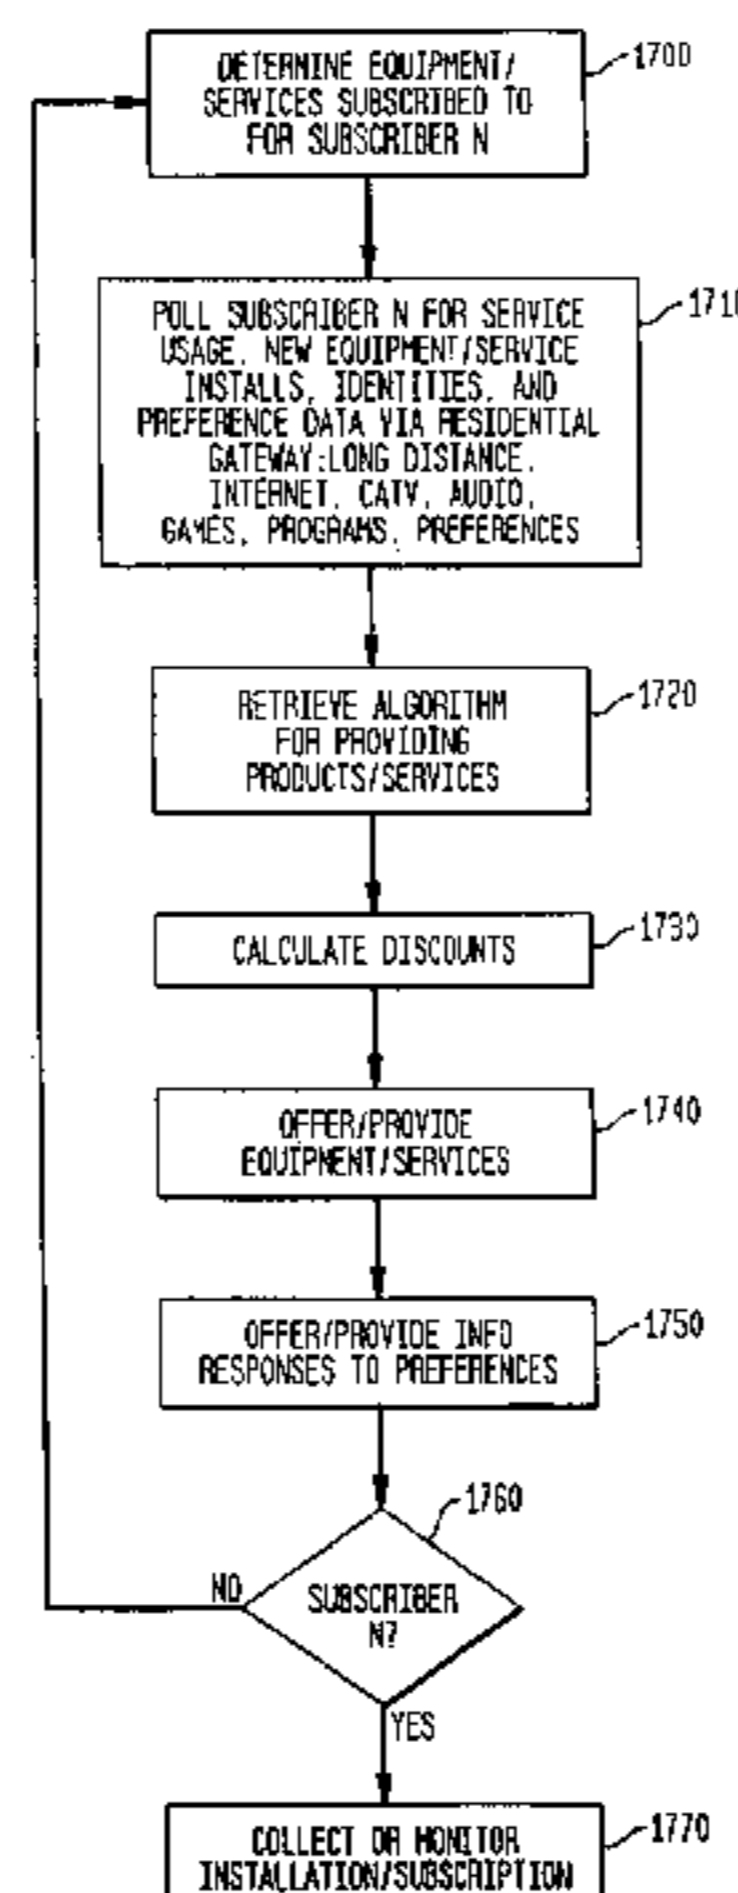 DETERMINE EQUIPMENT/
SERVICES SUBSCRIBED TO
FOR SUBSCRIBER N
1700
POLL SUBSCRIBER N FOR SERVICE
USAGE, NEW EQUIPMENT/SERVICE
INSTALLS, IDENTITIES, AND
PREFERENCE DATA VIA RESIDENTIAL
GATEWAY:LONG DISTANCE,
INTERNET, CATV, AUDIO,
GAMES, PROGRAMS, PREFERENCES
1710
RETRIEVE ALGORITHM
FOR PROVIDING
PRODUCTS/SERVICES
1720
CALCULATE DISCOUNTS
1730
OFFER/PROVIDE
EQUIPMENT/SERVICES
1740
OFFER/PROVIDE INFO
RESPONSES TO PREFERENCES
1750
1760
SUBSCRIBER
N?
NO
YES
COLLECT OR MONITOR
INSTALLATION/SUBSCRIPTION
1770